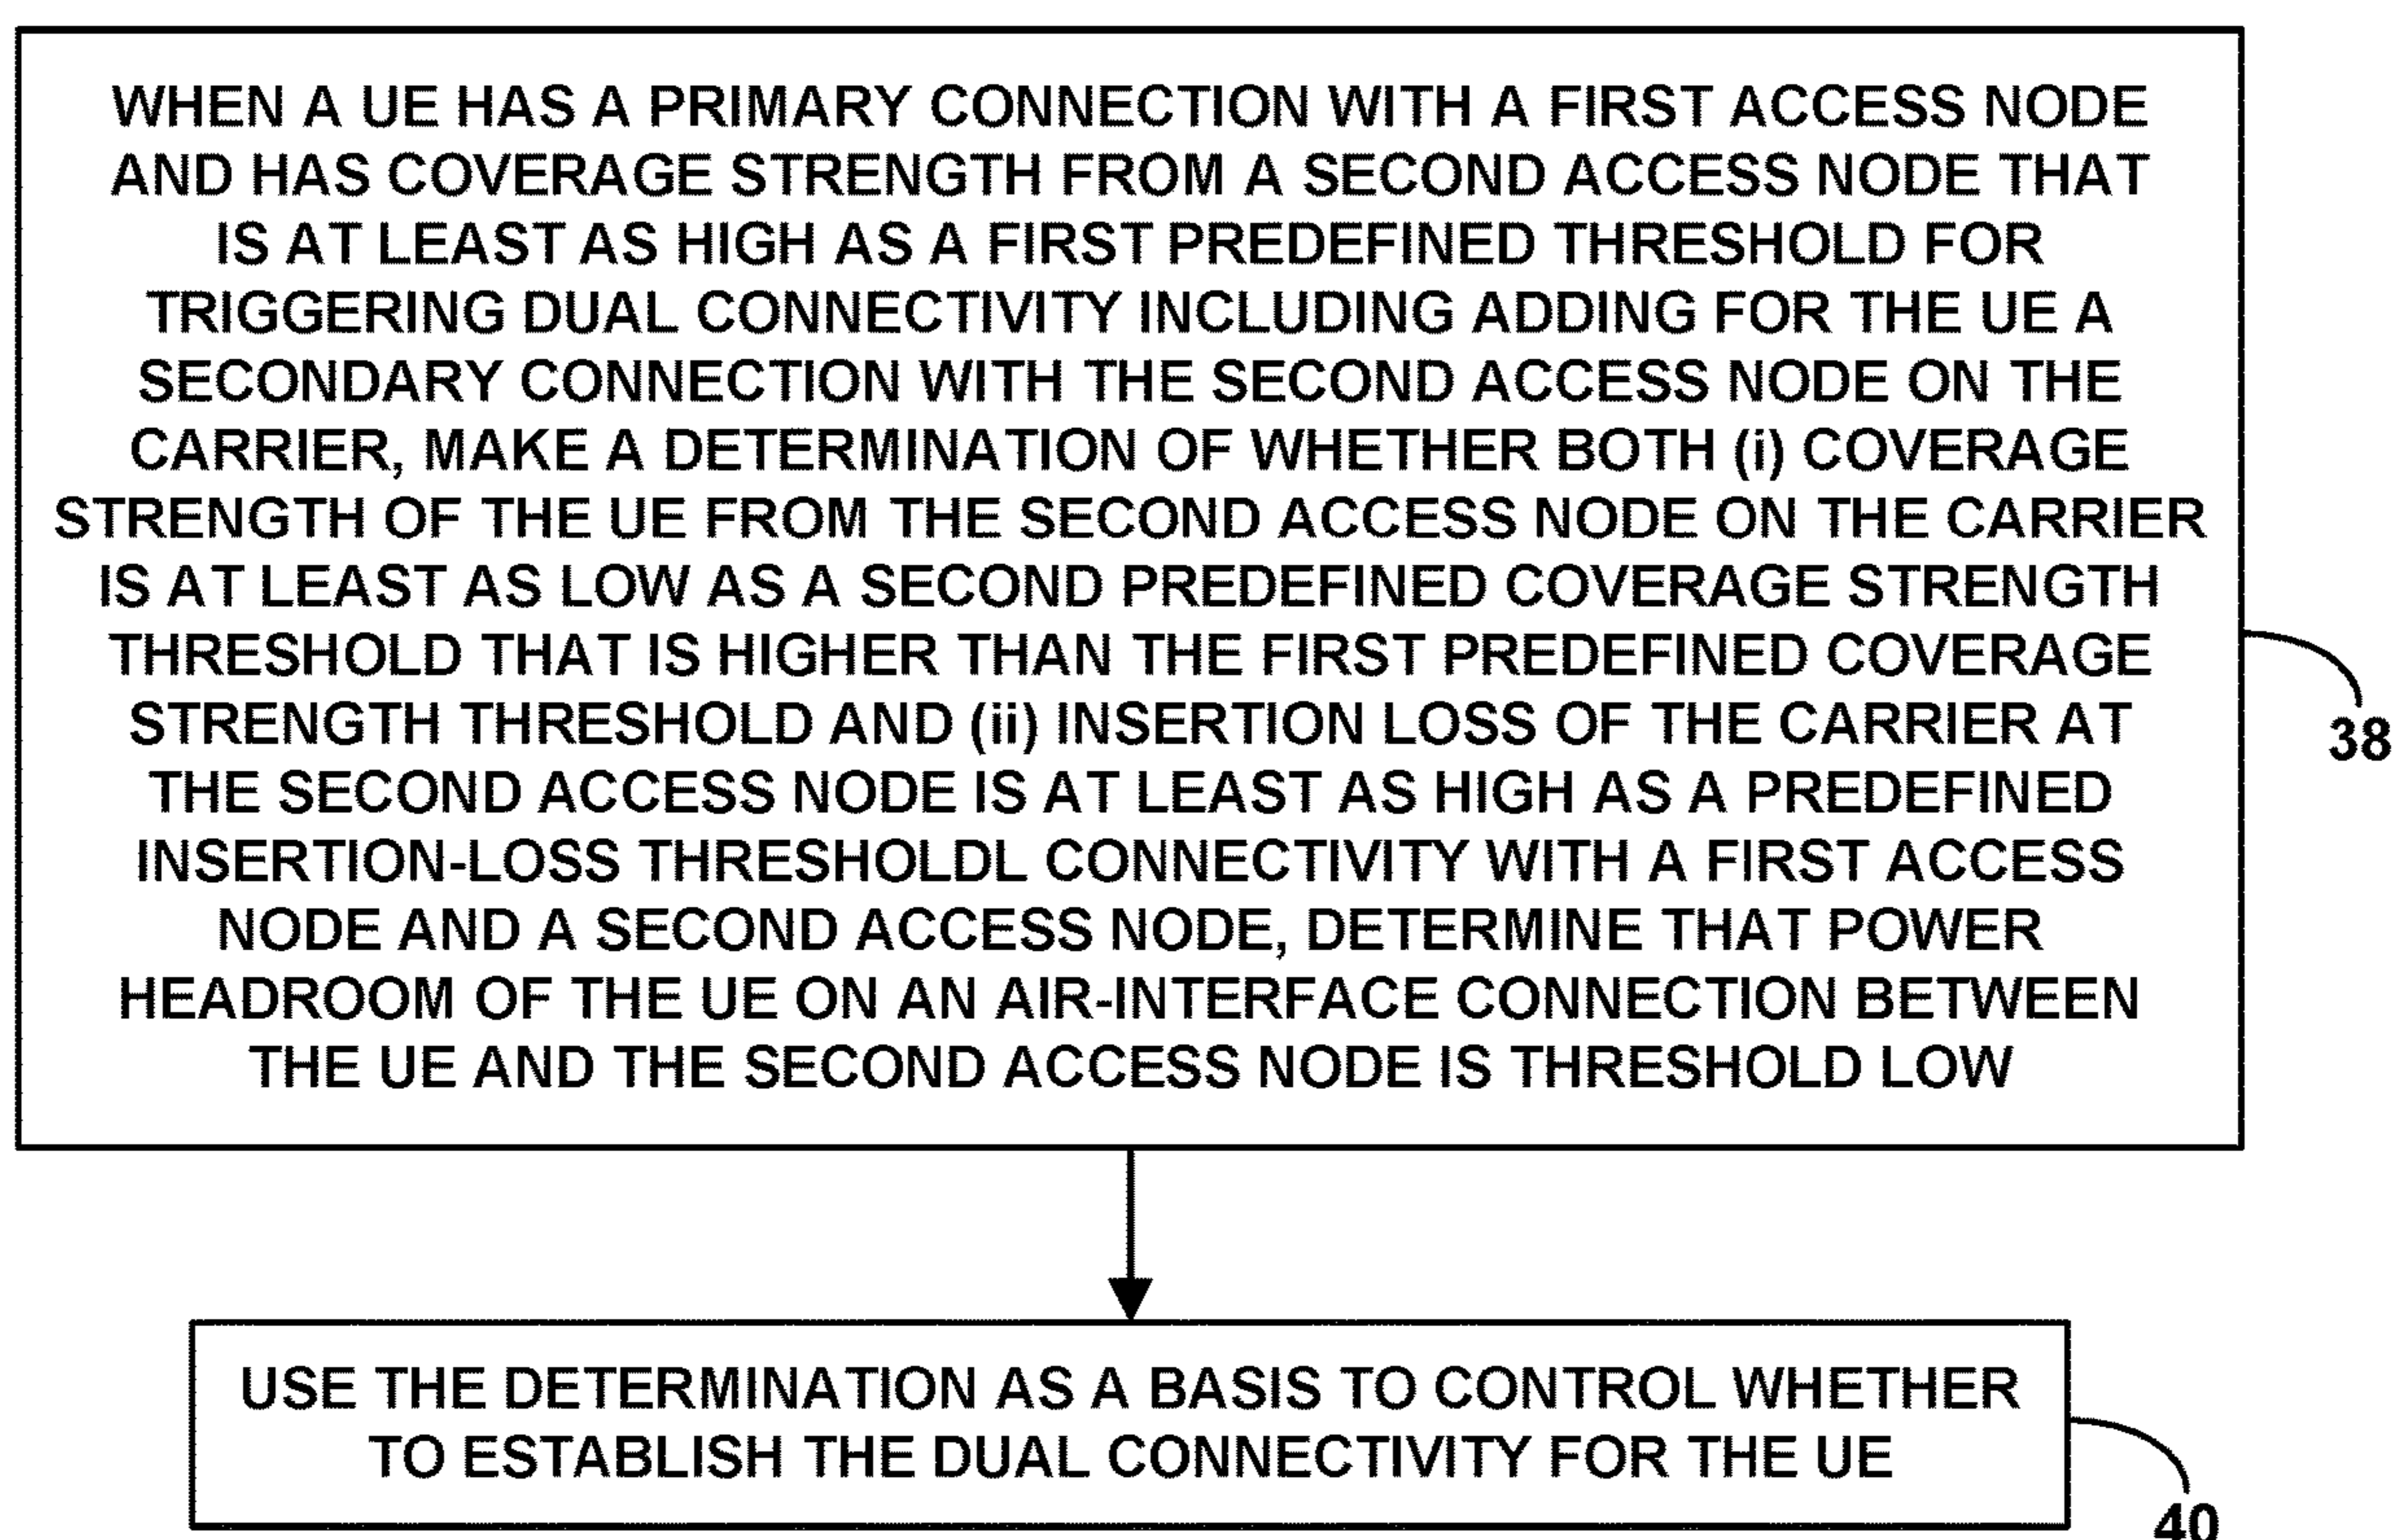 WHEN A UE HAS A PRIMARY CONNECTION WITH A FIRST ACCESS NODE
AND HAS COVERAGE STRENGTH FROM A SECOND ACCESS NODE THAT
IS AT LEAST AS HIGH AS A FIRST PREDEFINED THRESHOLD FOR
TRIGGERING DUAL CONNECTIVITY INCLUDING ADDING FOR THE UE A
SECONDARY CONNECTION WITH THE SECOND ACCESS NODE ON THE
CARRIER, MAKE A DETERMINATION OF WHETHER BOTH (i) COVERAGE
STRENGTH OF THE UE FROM THE SECOND ACCESS NODE ON THE CARRIER
IS AT LEAST AS LOW AS A SECOND PREDEFINED COVERAGE STRENGTH
THRESHOLD THAT IS HIGHER THAN THE FIRST PREDEFINED COVERAGE
STRENGTH THRESHOLD AND (ii) INSERTION LOSS OF THE CARRIER AT
THE SECOND ACCESS NODE IS AT LEAST AS HIGH AS A PREDEFINED
INSERTION-LOSS THRESHOLDL CONNECTIVITY WITH A FIRST ACCESS
NODE AND A SECOND ACCESS NODE, DETERMINE THAT POWER
HEADROOM OF THE UE ON AN AIR-INTERFACE CONNECTION BETWEEN
THE UE AND THE SECOND ACCESS NODE IS THRESHOLD LOW
38
USE THE DETERMINATION AS A BASIS TO CONTROL WHETHER
TO ESTABLISH THE DUAL CONNECTIVITY FOR THE UE
40